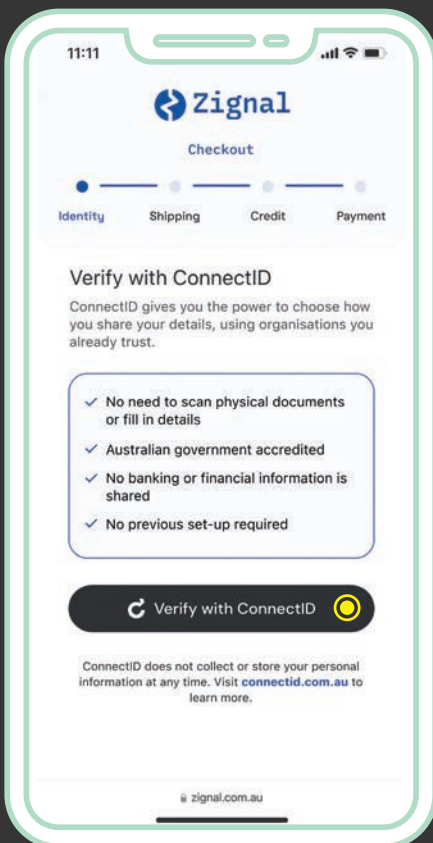 11:11
Zignal
Checkout
Identity Shipping Credit Payment
Verify with ConnectID
ConnectID gives you the power to choose how
you share your details, using organisations you
already trust.
No need to scan physical documents
or fill in details
Australian government accredited
No banking or financial information is
shared
No previous set-up required
Verify with ConnectID
ConnectID does not collect or store your personal
information at any time. Visit connectid.com.au to
learn more.
zignal.com.au